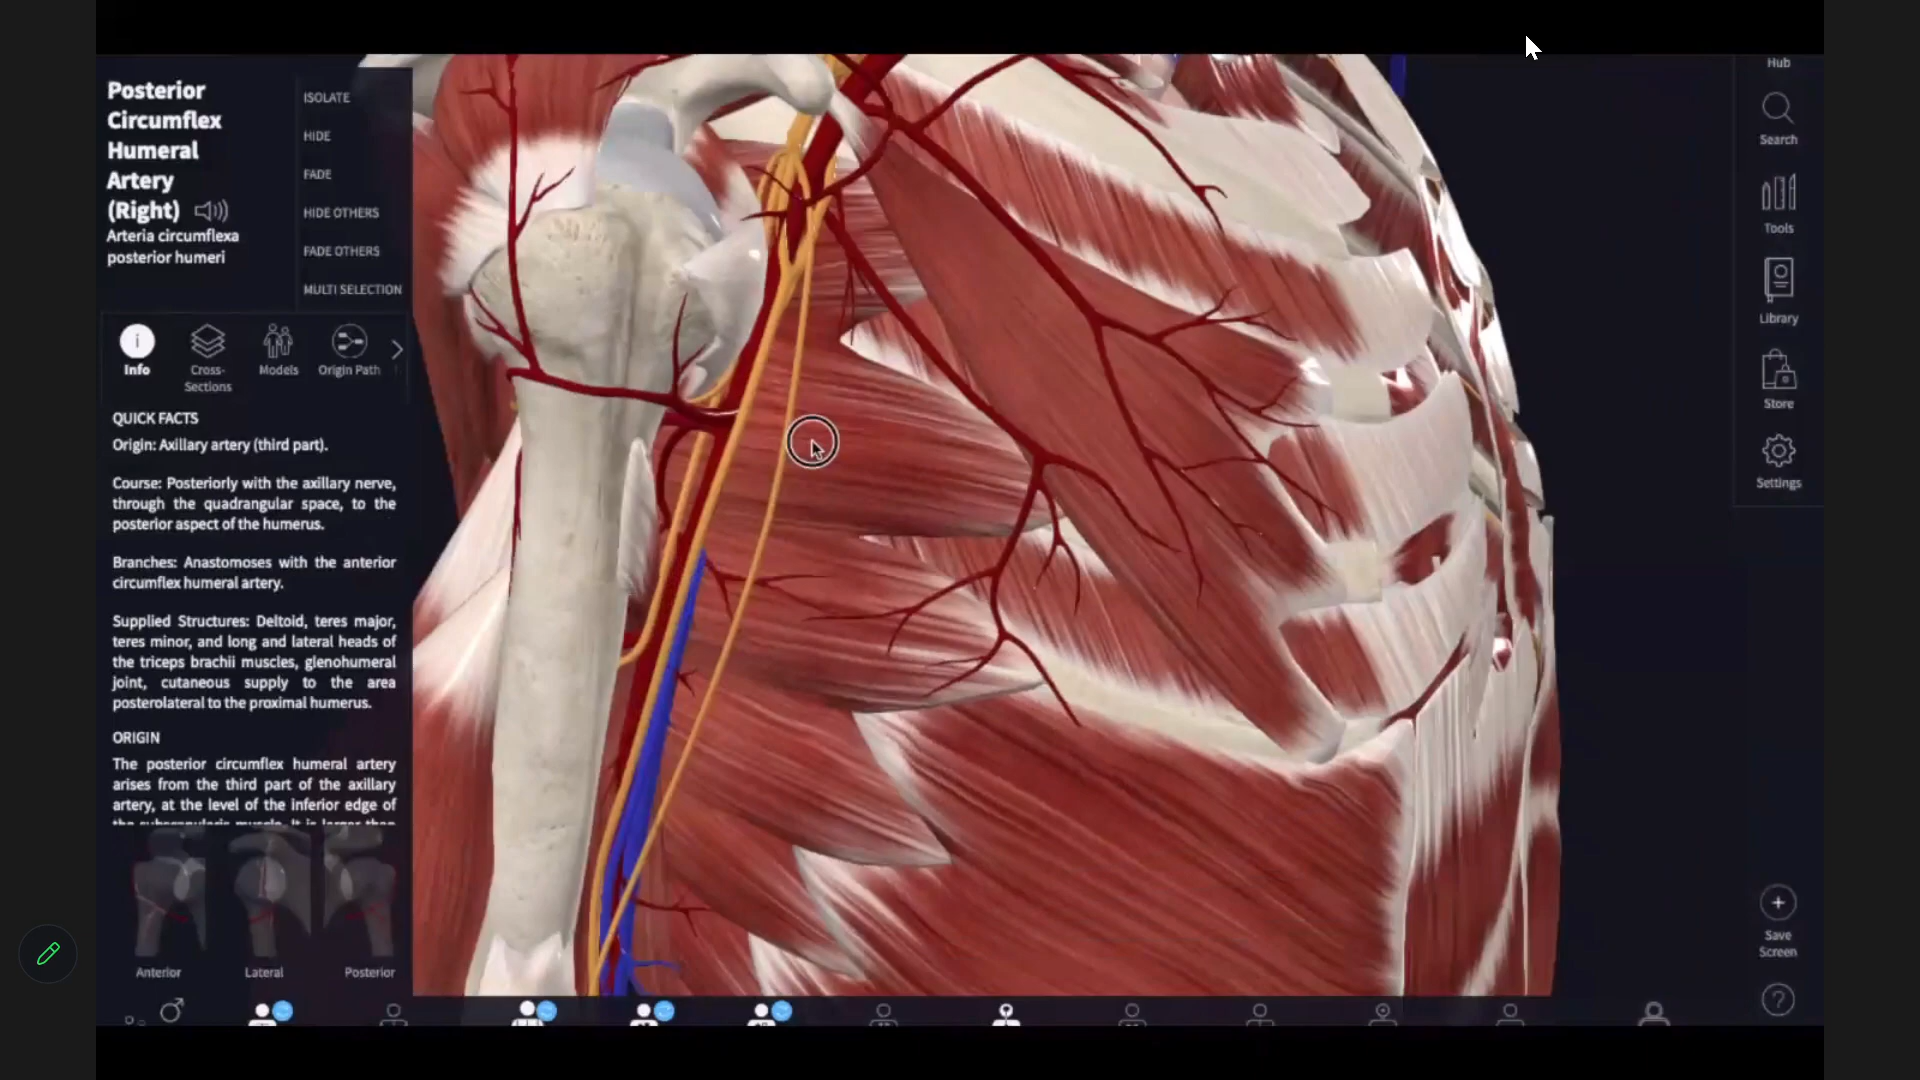 Posterior
Circumflex
Humeral
Artery
(Right)
Arteria circumflexa
posterior humeri
ISOLATE
HIDE
FADE
HIDE OTHERS
FADE OTHERS
MULTI SELECTION
Info
Cross-
Sections
Models
Origin Path
QUICK FACTS
Origin: Axillary artery (third part).
Course: Posteriorly with the axillary nerve,
through the quadrangular space, to the
posterior aspect of the humerus.
Branches: Anastomoses with the anterior
circumflex humeral artery.
Supplied Structures: Deltoid, teres major,
teres minor, and long and lateral heads of
the triceps brachii muscles, glenohumeral
joint, cutaneous supply to the area
posterolateral to the proximal humerus.
ORIGIN
The posterior circumflex humeral artery
arises from the third part of the axillary
artery, at the level of the inferior edge of
Anterior
Lateral
Posterior
Hub
Search
Tools
Library
Store
Settings
Save
Screen